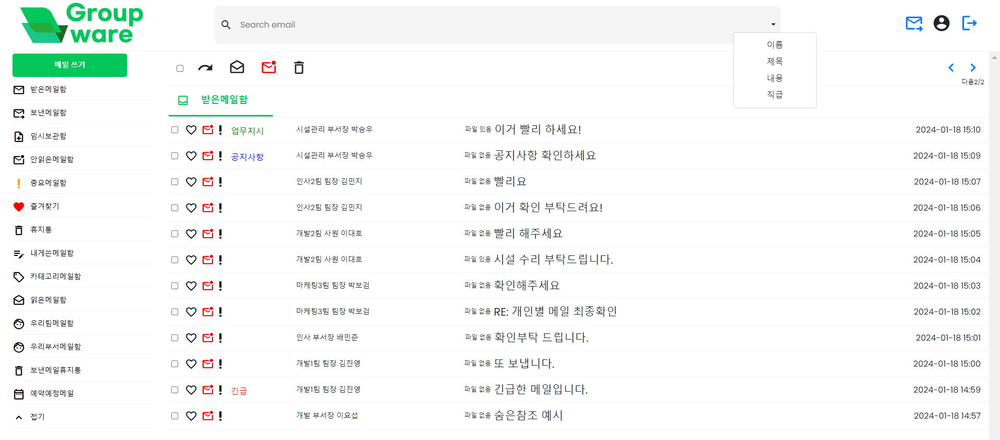 Group
ware
Search email
이름
제목
내용
직급
메일 쓰기
다음2/2
받은메일함
보낸메일함
임시보관함
안읽은메일함
중요메일함
즐겨찾기
휴지통
내게쓴메일함
카테고리메일함
읽은메일함
우리팀메일함
우리부서메일함
보낸메일휴지통
예약예정메일
접기
받은메일함
업무지시 시설관리 부서장 박승우 파일 있음 이거 빨리 하세요! 2024-01-18 15:10
공지사항 시설관리 부서장 박승우 파일 없음 공지사항 확인하세요 2024-01-18 15:09
인사2팀 팀장 김민지 파일 없음 빨리요 2024-01-18 15:07
인사2팀 팀장 김민지 파일 없음 이거 확인 부탁드려요! 2024-01-18 15:06
개발2팀 사원 이대호 파일 없음 빨리 해주세요 2024-01-18 15:05
개발2팀 사원 이대호 파일 있음 시설 수리 부탁드립니다. 2024-01-18 15:04
마케팅3팀 팀장 박보검 파일 없음 확인해주세요 2024-01-18 15:03
마케팅3팀 팀장 박보검 파일 없음 RE: 개인별 메일 최종확인 2024-01-18 15:02
인사 부서장 배민준 파일 없음 확인부탁 드립니다. 2024-01-18 15:01
개발1팀 팀장 김진영 파일 없음 또 보냅니다. 2024-01-18 15:00
긴급 개발1팀 팀장 김진영 파일 없음 긴급한 메일입니다. 2024-01-18 14:59
개발 부서장 이요섭 파일 없음 숨은참조 예시 2024-01-18 14:57